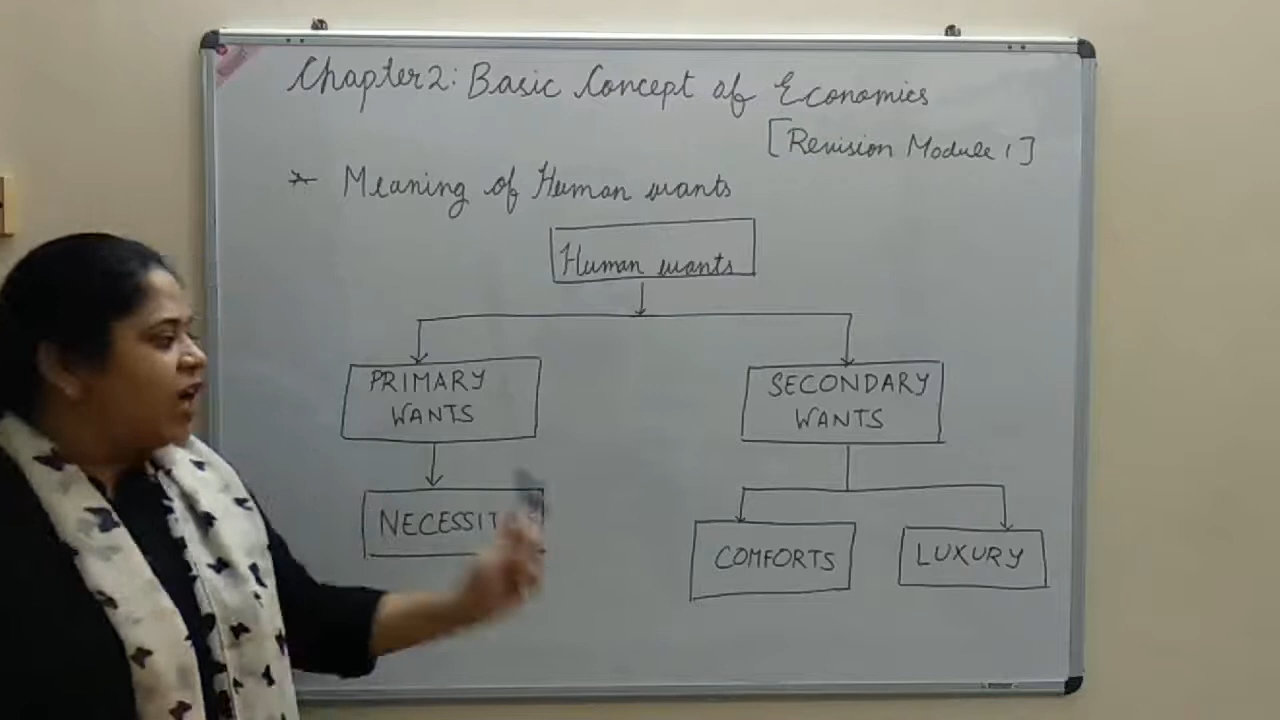 Chapter 2: Basic Concept of Economics
[Revision Module 1]
* Meaning of Human wants
Human wants
PRIMARY
WANTS
SECONDARY
WANTS
COMFORTS
LUXURY